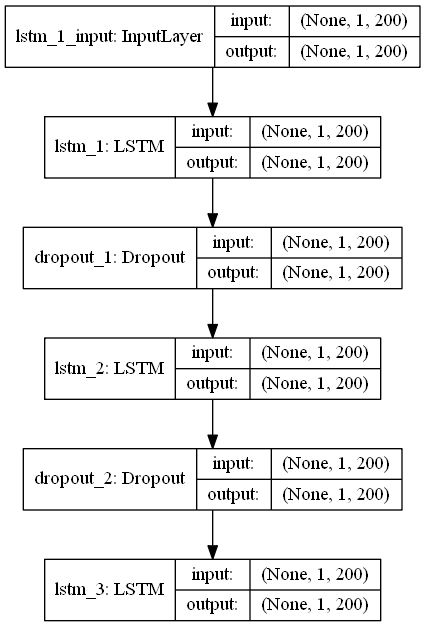 lstm_1_input: InputLayer
input: (None, 1, 200)
output: (None, 1, 200)
lstm_1: LSTM
input: (None, 1, 200)
output: (None, 1, 200)
dropout_1: Dropout
input: (None, 1, 200)
output: (None, 1, 200)
lstm_2: LSTM
input: (None, 1, 200)
output: (None, 1, 200)
dropout_2: Dropout
input: (None, 1, 200)
output: (None, 1, 200)
lstm_3: LSTM
input: (None, 1, 200)
output: (None, 1, 200)